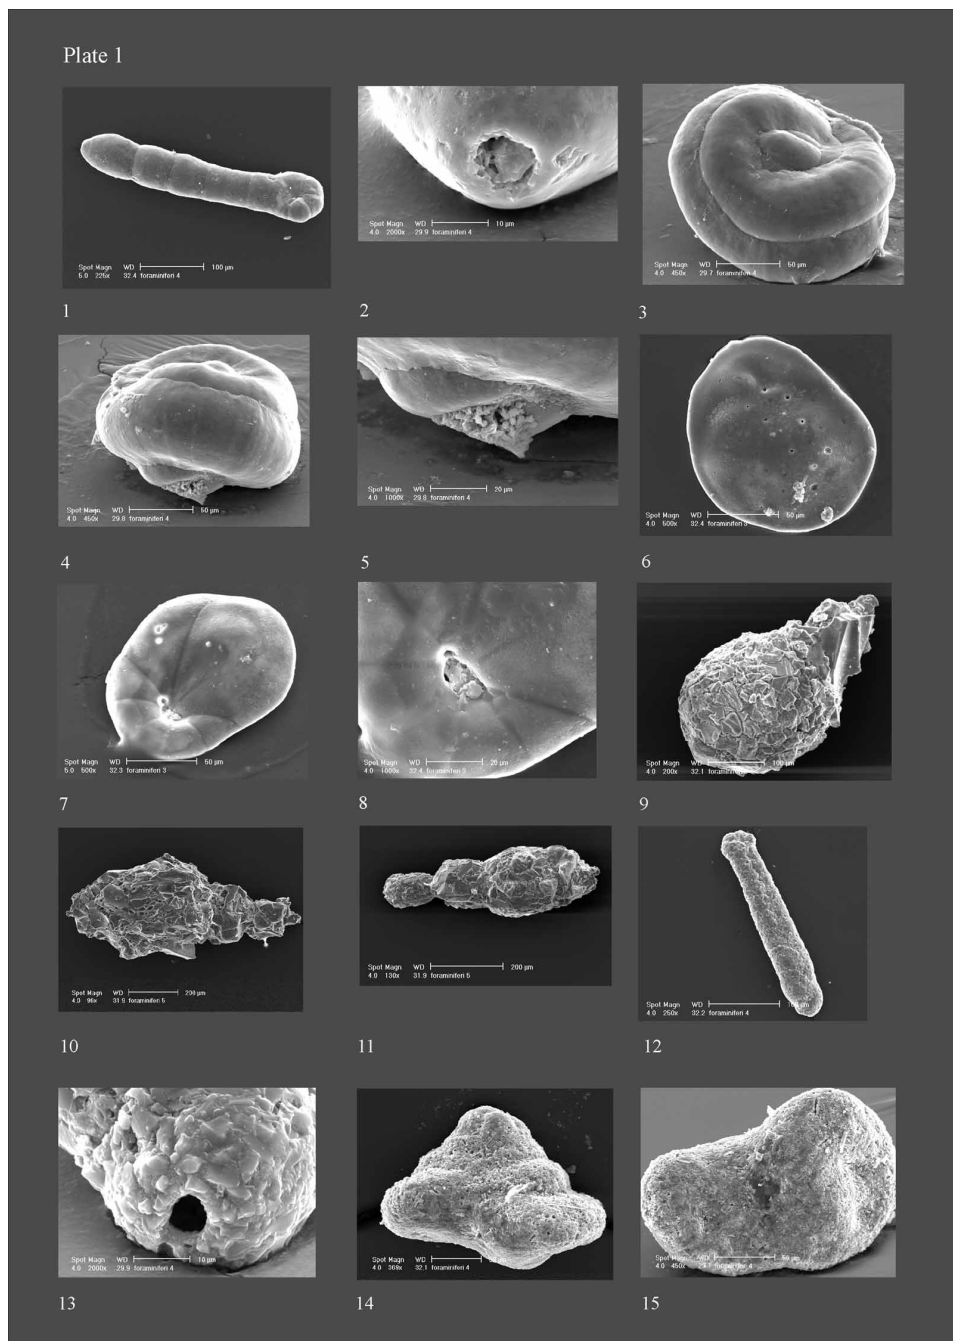 Plate 1
Spot Magn WD 100 µm
5.0 225x 32.4 foraminiferi 4
1
Spot Magn WD 10 µm
4.0 2000x 29.9 foraminiferi 4
2
Spot Magn WD 50 µm
4.0 450x 29.7 foraminiferi 4
3
Spot Magn WD 50 µm
4.0 450x 29.8 foraminiferi 4
4
Spot Magn WD 20 µm
4.0 1000x 29.8 foraminiferi 4
5
Spot Magn WD 50 µm
4.0 500x 32.4 foraminiferi 3
6
Spot Magn WD 50 µm
5.0 500x 32.3 foraminiferi 3
7
Spot Magn WD 20 µm
4.0 1000x 32.4 foraminiferi 3
8
Spot Magn WD 100 µm
4.0 200x 32.1 foraminiferi 4
9
Spot Magn WD 200 µm
4.0 96x 31.9 foraminiferi 5
10
Spot Magn WD 200 µm
4.0 130x 31.9 foraminiferi 5
11
Spot Magn WD 100 µm
4.0 250x 32.2 foraminiferi 4
12
Spot Magn WD 10 µm
4.0 2000x 29.9 foraminiferi 4
13
Spot Magn WD µm
4.0 368x 32.1 foraminiferi 4
14
Spot Magn WD 50 µm
4.0 450x foraminiferi 4
15